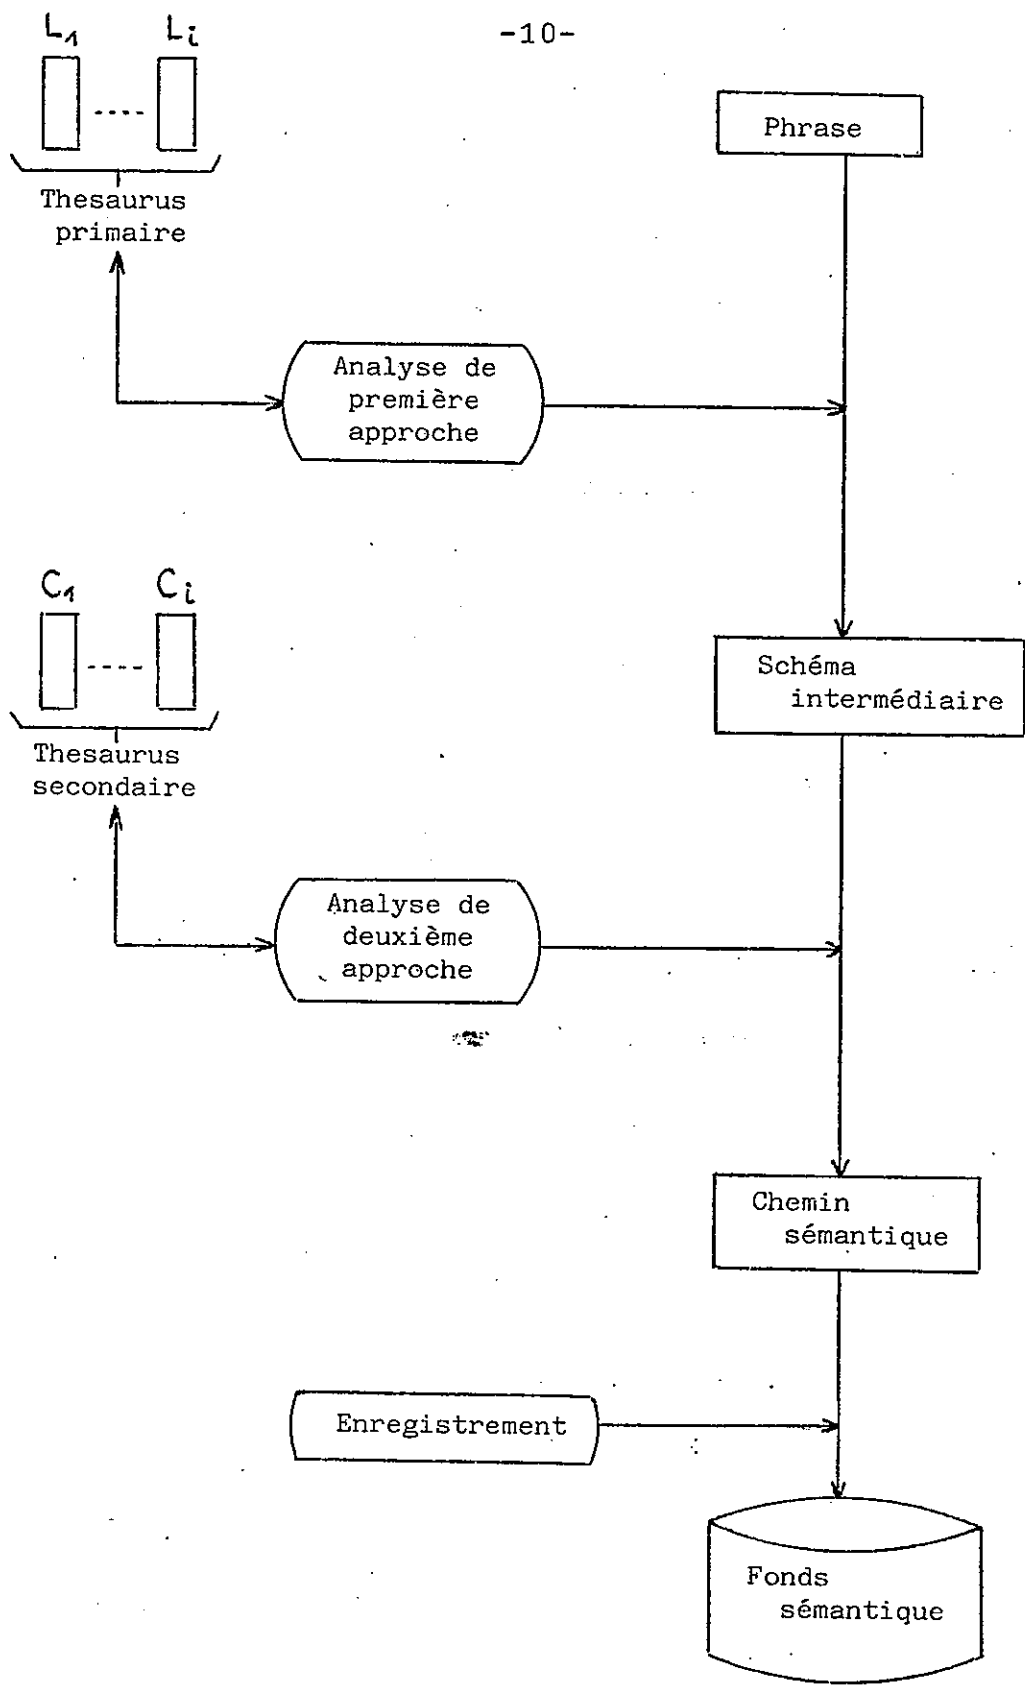 -10-
L1 Li
Phrase
Thesaurus
primaire
Analyse de
première
approche
C1 Ci
Schéma
intermédiaire
Thesaurus
secondaire
Analyse de
deuxième
approche
Chemin
sémantique
Enregistrement
Fonds
sémantique